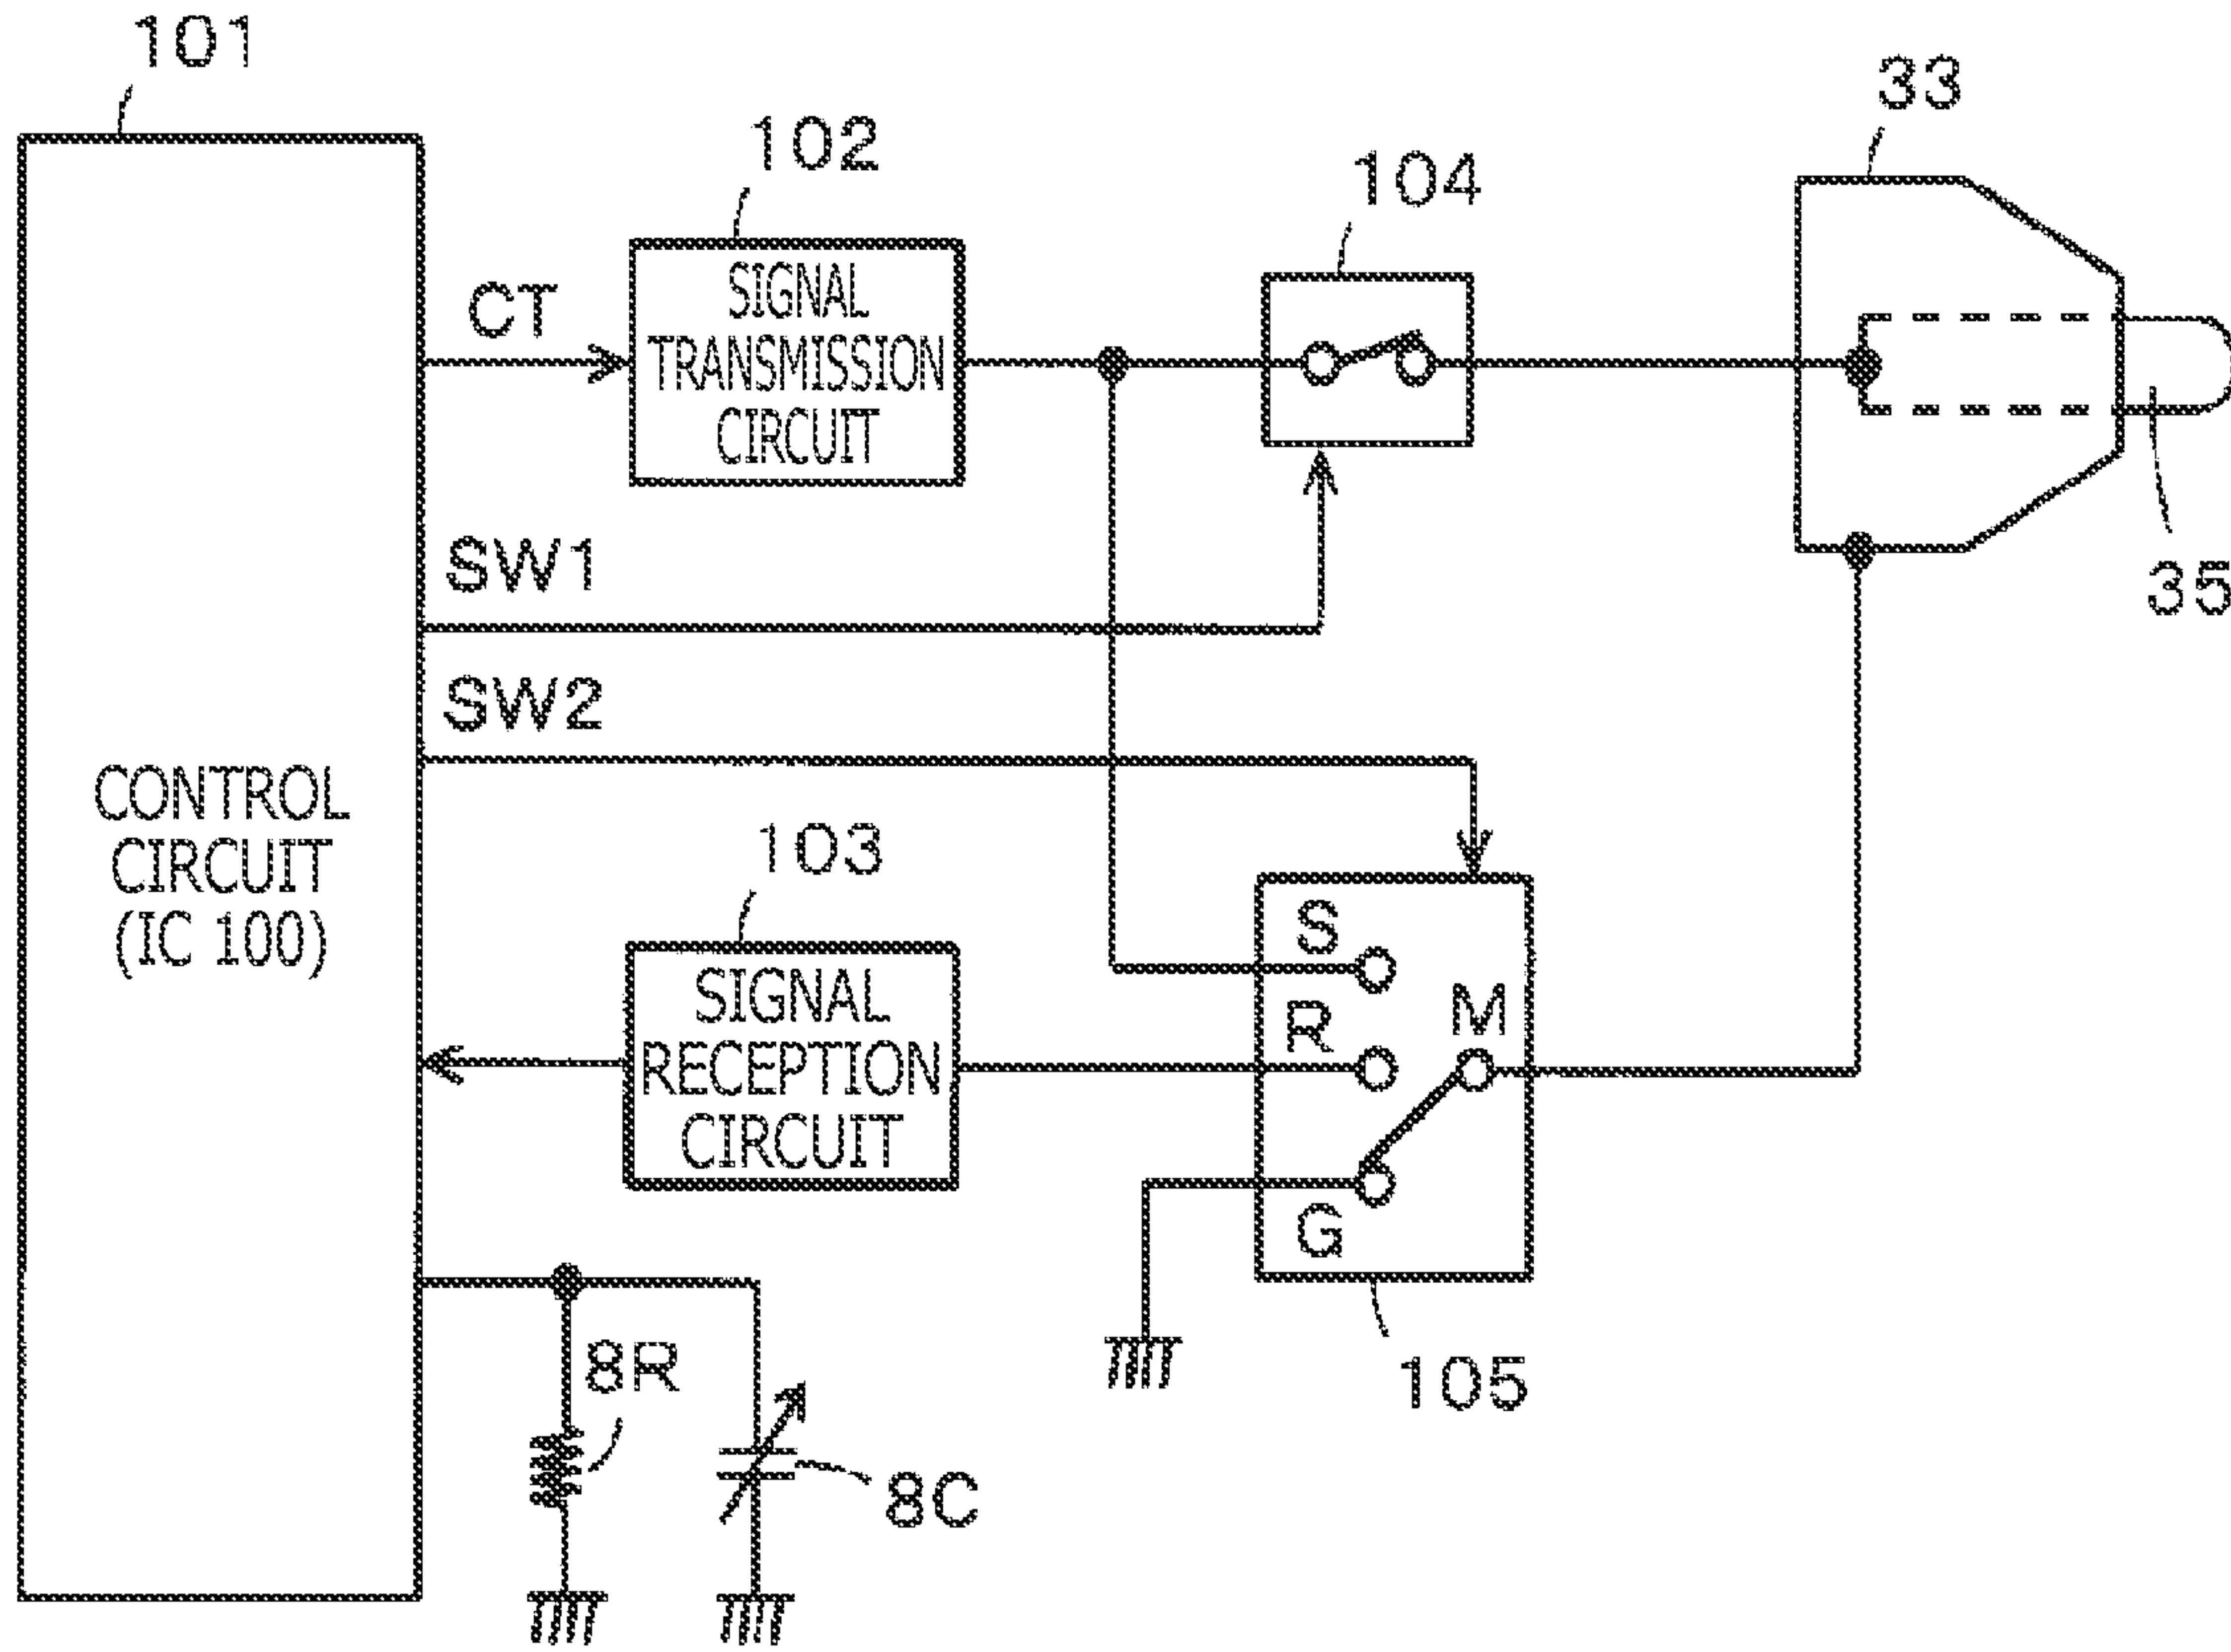 101
33
102
104
SIGNAL
TRANSMISSION
CIRCUIT
CT
35
SW1
SW2
CONTROL
CIRCUIT
(IC 100)
103
SIGNAL
RECEPTION
CIRCUIT
S
R
M
G
105
8R
8C